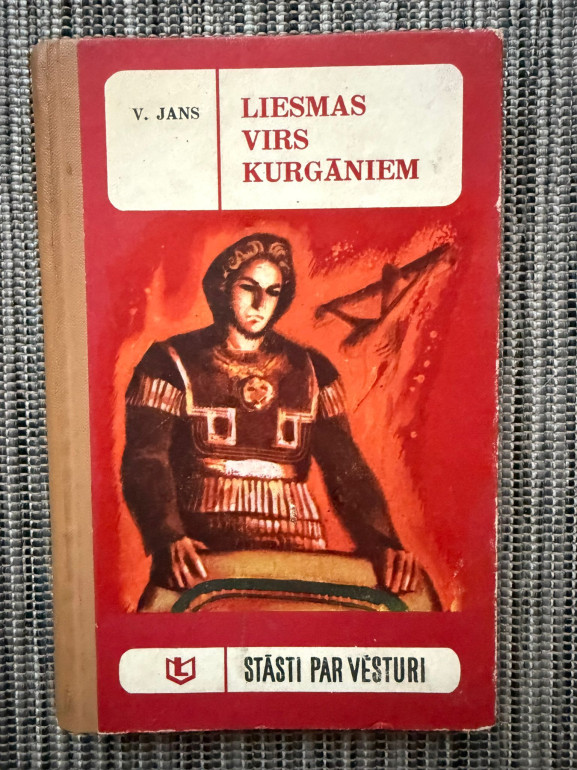 V. JANS
LIESMAS
VIRS
KURGĀNIEM
STĀSTI PAR VĒSTURI